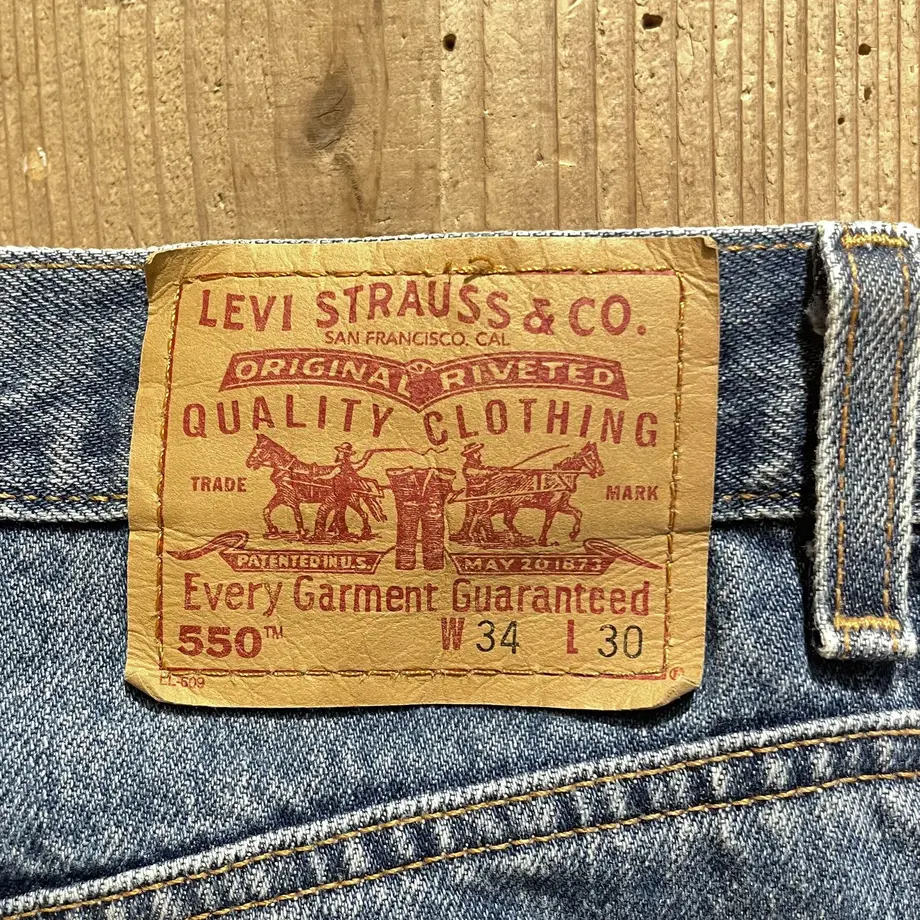 LEVI STRAUSS & CO.
SAN FRANCISCO, CAL
ORIGINAL RIVETED
QUALITY CLOTHING
TRADE MARK
PATENTED IN U.S. MAY 20 1873
Every Garment Guaranteed
550™ W 34 L 30
®